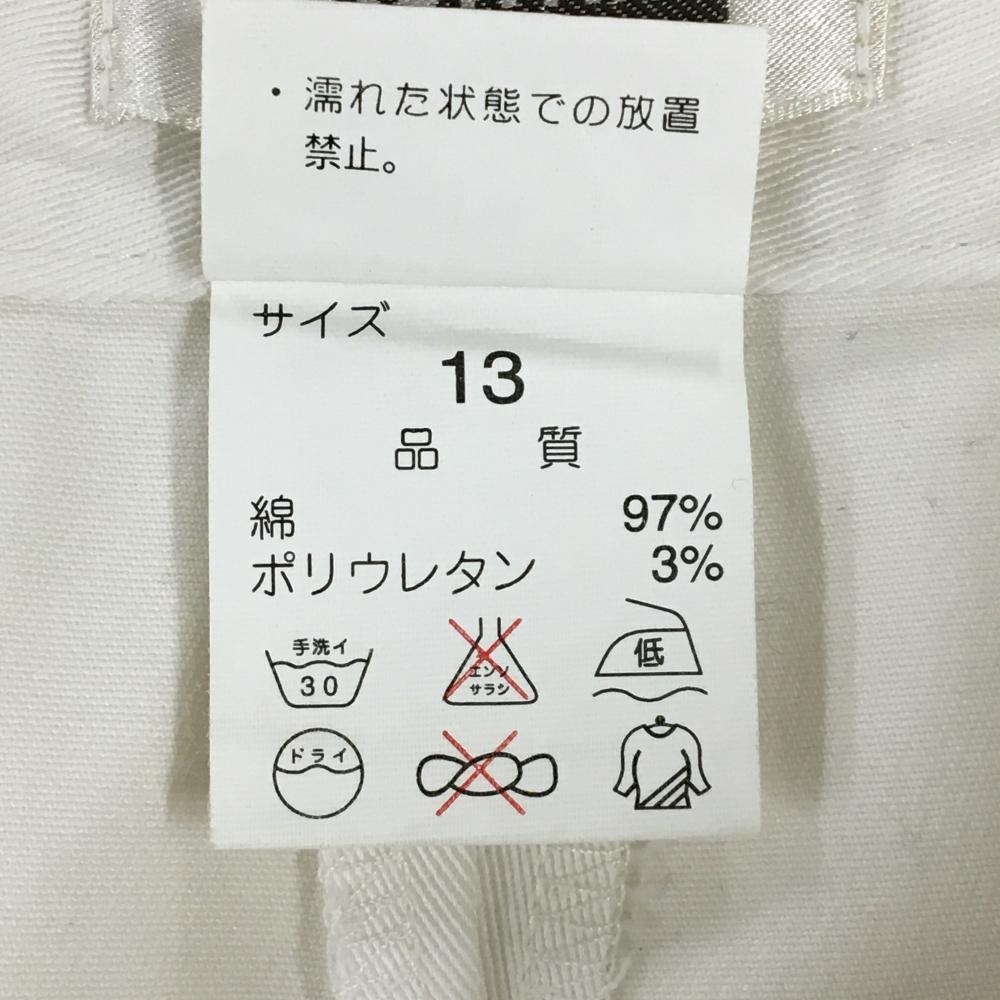 ・濡れた状態での放置
禁止。
サイズ
13
品 質
綿 97%
ポリウレタン 3%
手洗イ
30
エンソ
サラシ
低
ドライ